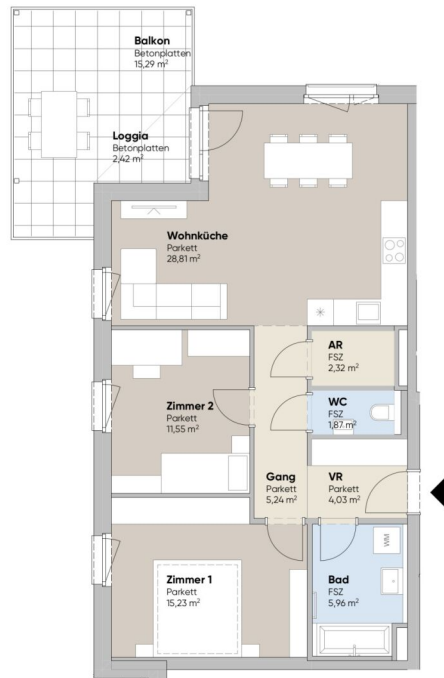 Balkon
Betonplatten
15,29 m²
Loggia
Betonplatten
2,42 m²
Wohnküche
Parkett
28,81 m²
AR
FSZ
2,32 m²
WC
FSZ
1,87 m²
Zimmer 2
Parkett
11,55 m²
Gang
Parkett
5,24 m²
VR
Parkett
4,03 m²
WM
Zimmer 1
Parkett
15,23 m²
Bad
FSZ
5,96 m²